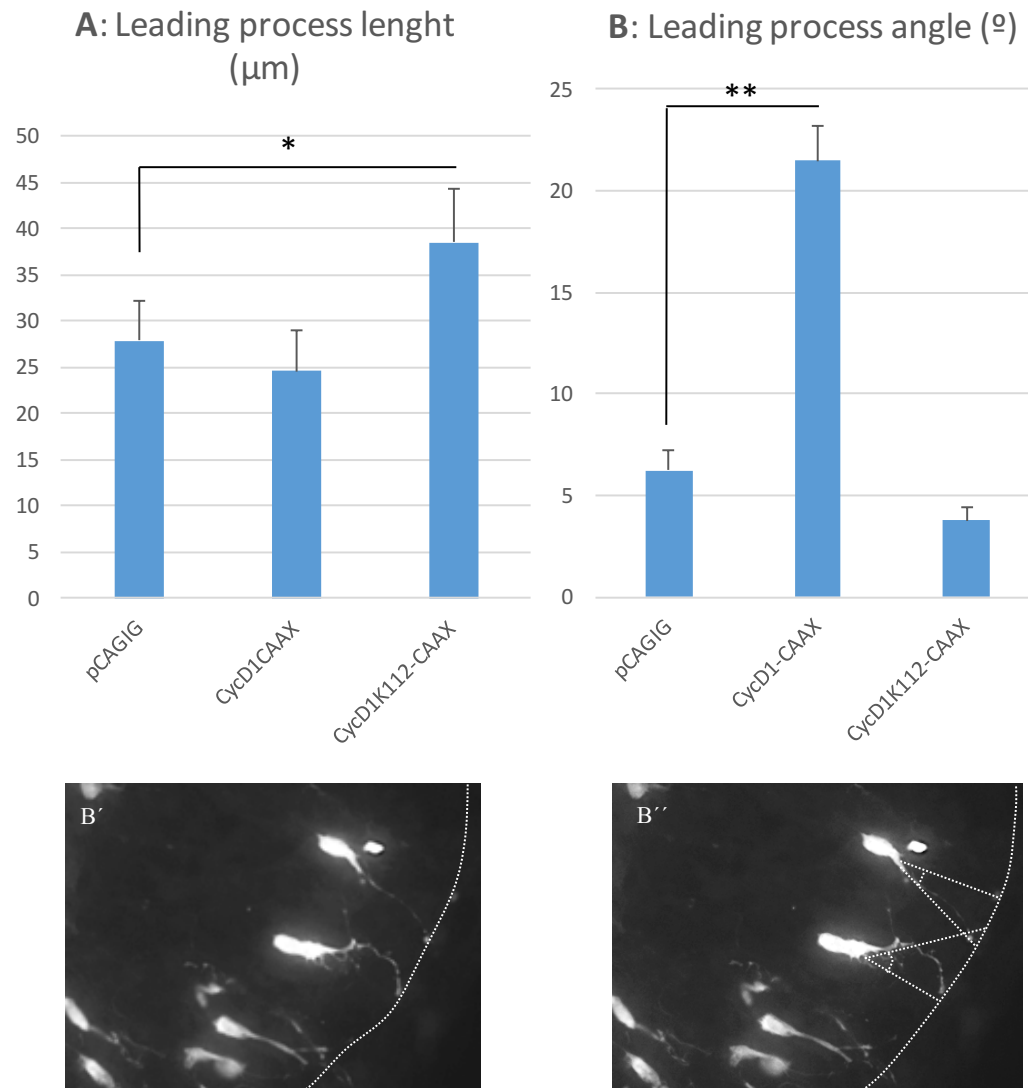 A: Leading process lenght
(µm)
50
45
40
35
30
25
20
15
10
5
0
*
pCAGIG
CycD1CAAX
CycD1K112-CAAX
B: Leading process angle (º)
25
20
15
10
5
0
**
pCAGIG
CycD1-CAAX
CycD1K112-CAAX
B´
B´´